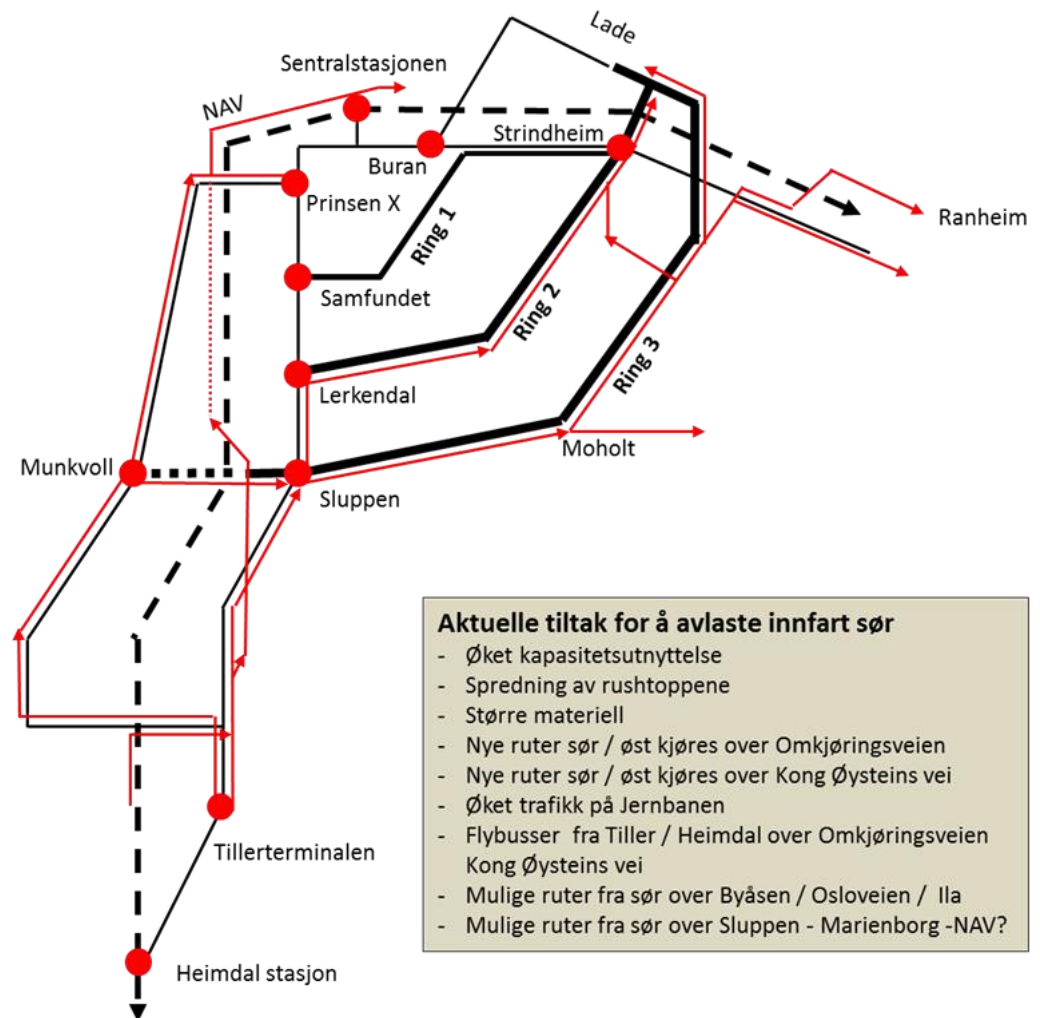 Lade
Sentralstasjonen
NAV
Strindheim
Buran
Prinsen X
Ranheim
Ring 1
Samfundet
Ring 2
Ring 3
Lerkendal
Moholt
Munkvoll
Sluppen
Aktuelle tiltak for å avlaste innfart sør
- Øket kapasitetsutnyttelse
- Spredning av rushtoppene
- Større materiell
- Nye ruter sør / øst kjøres over Omkjøringsveien
- Nye ruter sør / øst kjøres over Kong Øysteins vei
- Øket trafikk på Jernbanen
- Flybusser fra Tiller / Heimdal over Omkjøringsveien
Kong Øysteins vei
- Mulige ruter fra sør over Byåsen / Osloveien / Ila
- Mulige ruter fra sør over Sluppen - Marienborg -NAV?
Tillerterminalen
Heimdal stasjon